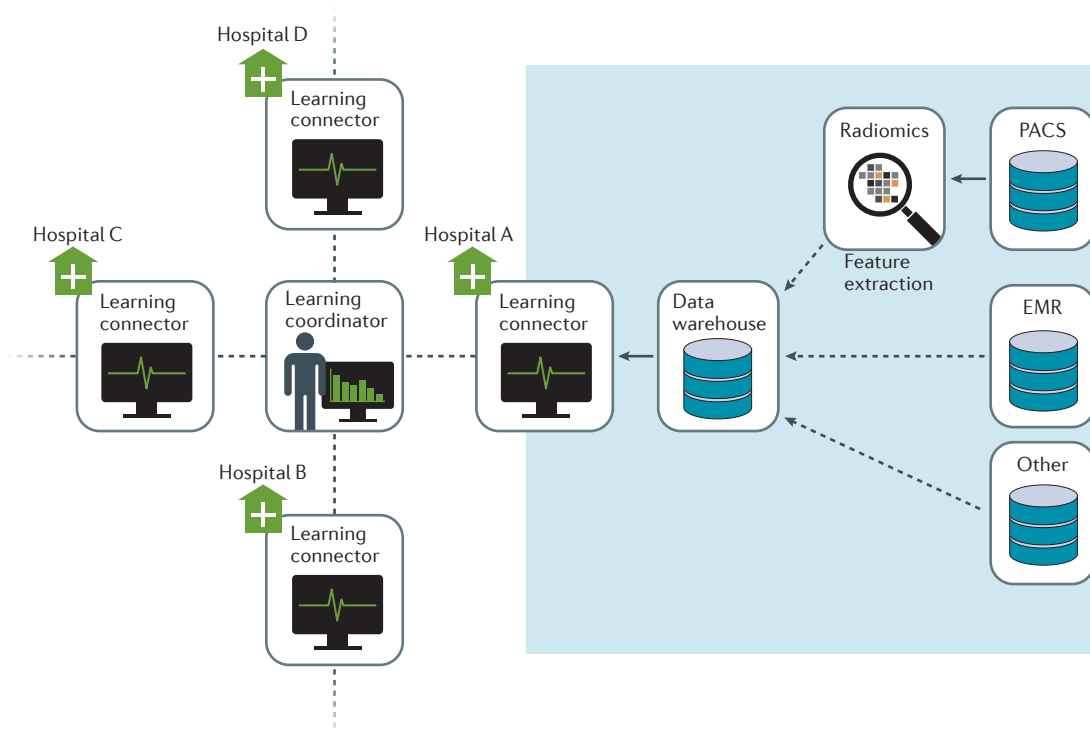 Hospital D
Learning
connector
Radiomics
PACS
Hospital C
Hospital A
Feature
extraction
Learning
connector
Learning
coordinator
Learning
connector
Data
warehouse
EMR
Other
Hospital B
Learning
connector